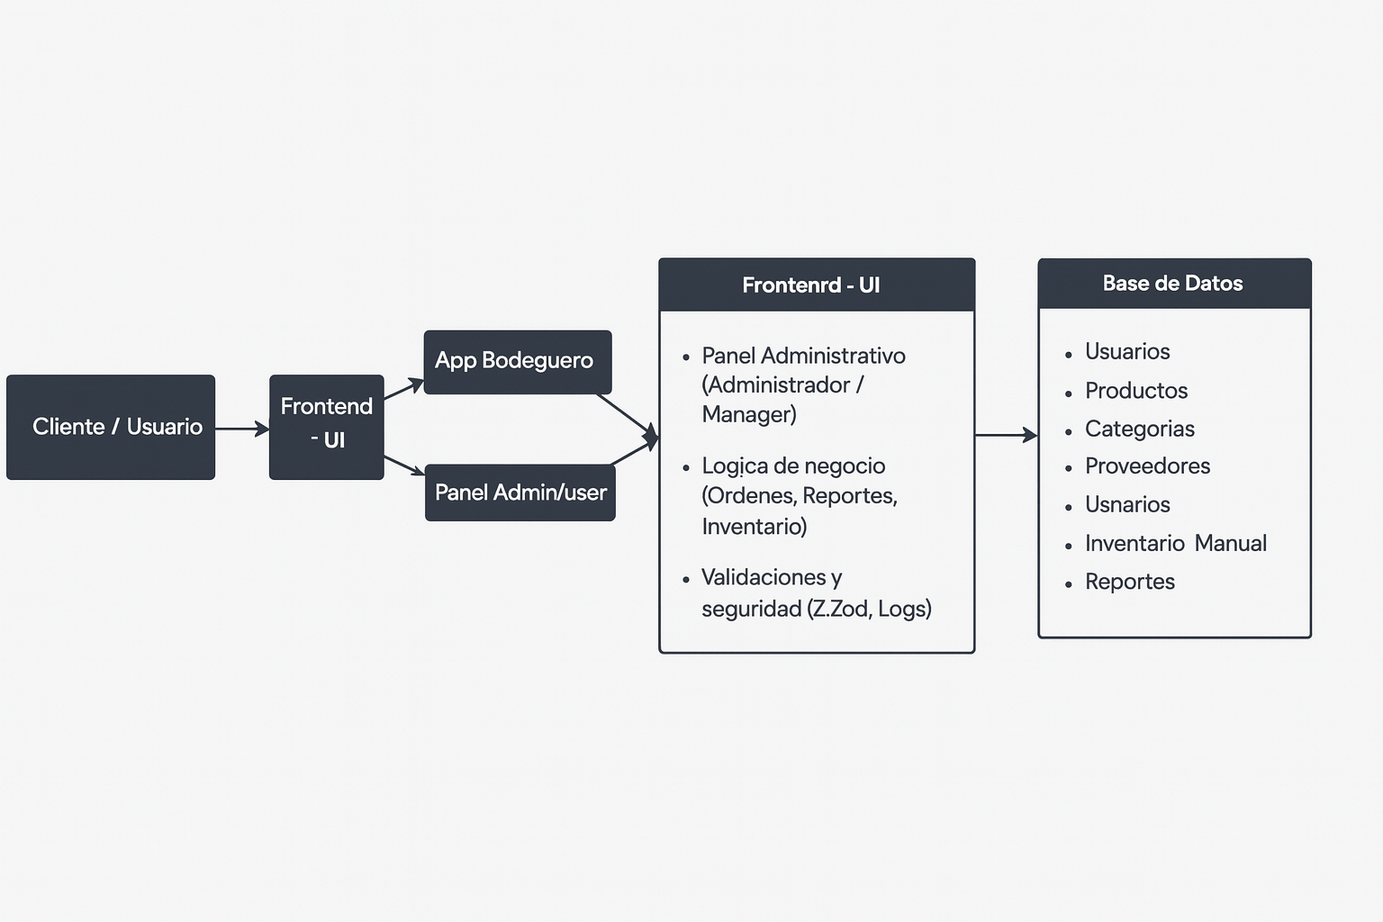 Cliente / Usuario
Frontend
- UI
App Bodeguero
Panel Admin/user
Frontenrd - UI
• Panel Administrativo
(Administrador /
Manager)
• Logica de negocio
(Ordenes, Reportes,
Inventario)
• Validaciones y
seguridad (Z.Zod, Logs)
Base de Datos
• Usuarios
• Productos
• Categorias
• Proveedores
• Usnarios
• Inventario Manual
• Reportes